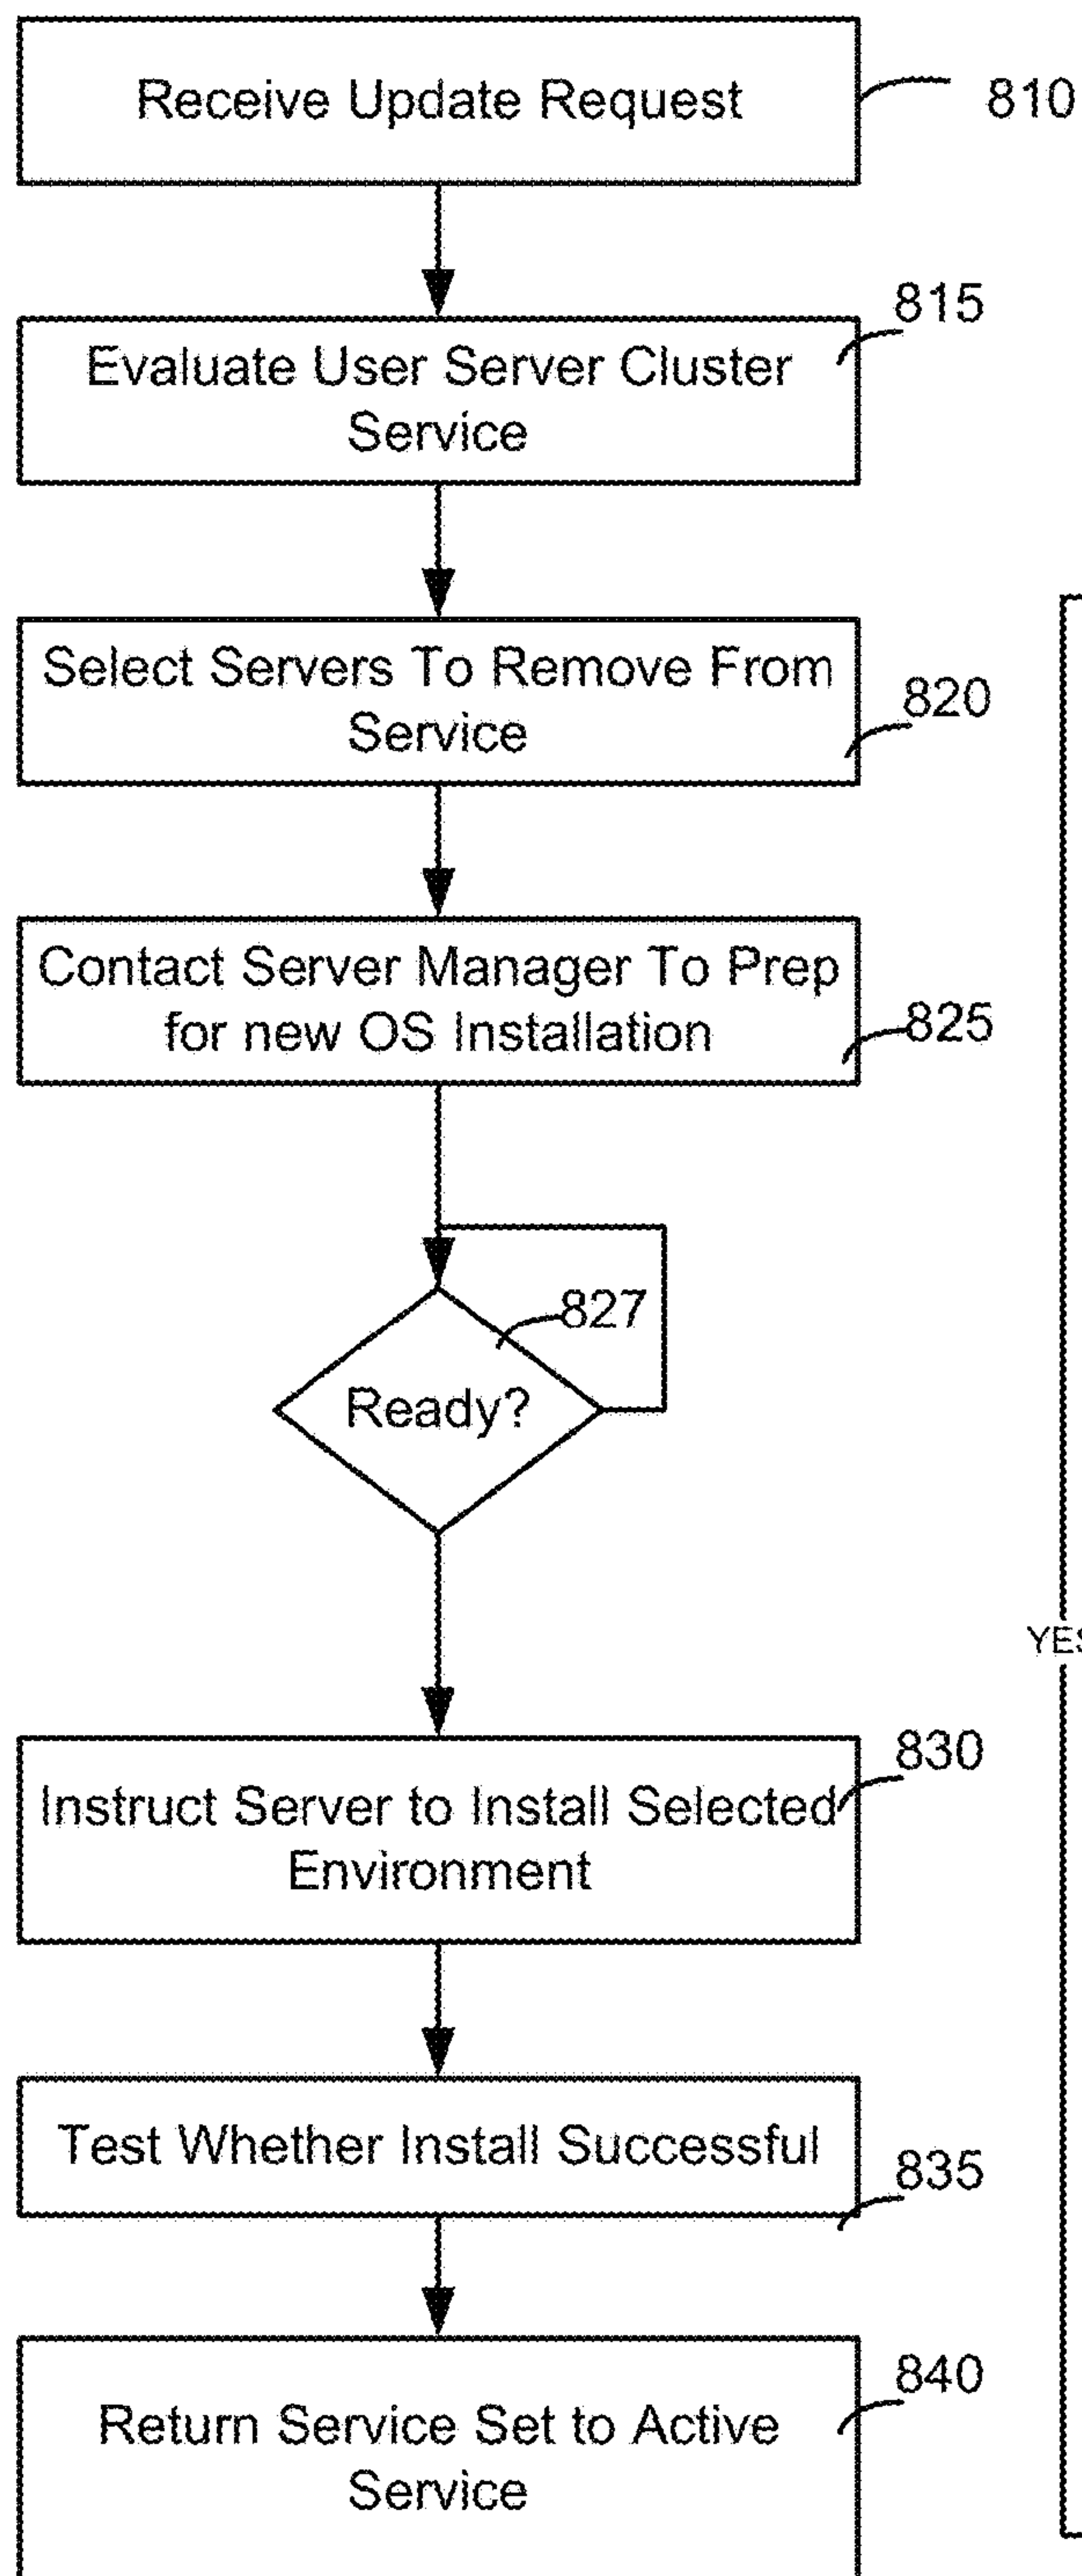 Receive Update Request
810
815
Evaluate User Server Cluster
Service
Select Servers To Remove From
Service
820
Contact Server Manager To Prep
for new OS Installation
825
827
Ready?
YES
830
Instruct Server to Install Selected
Environment
Test Whether Install Successful
835
840
Return Service Set to Active
Service